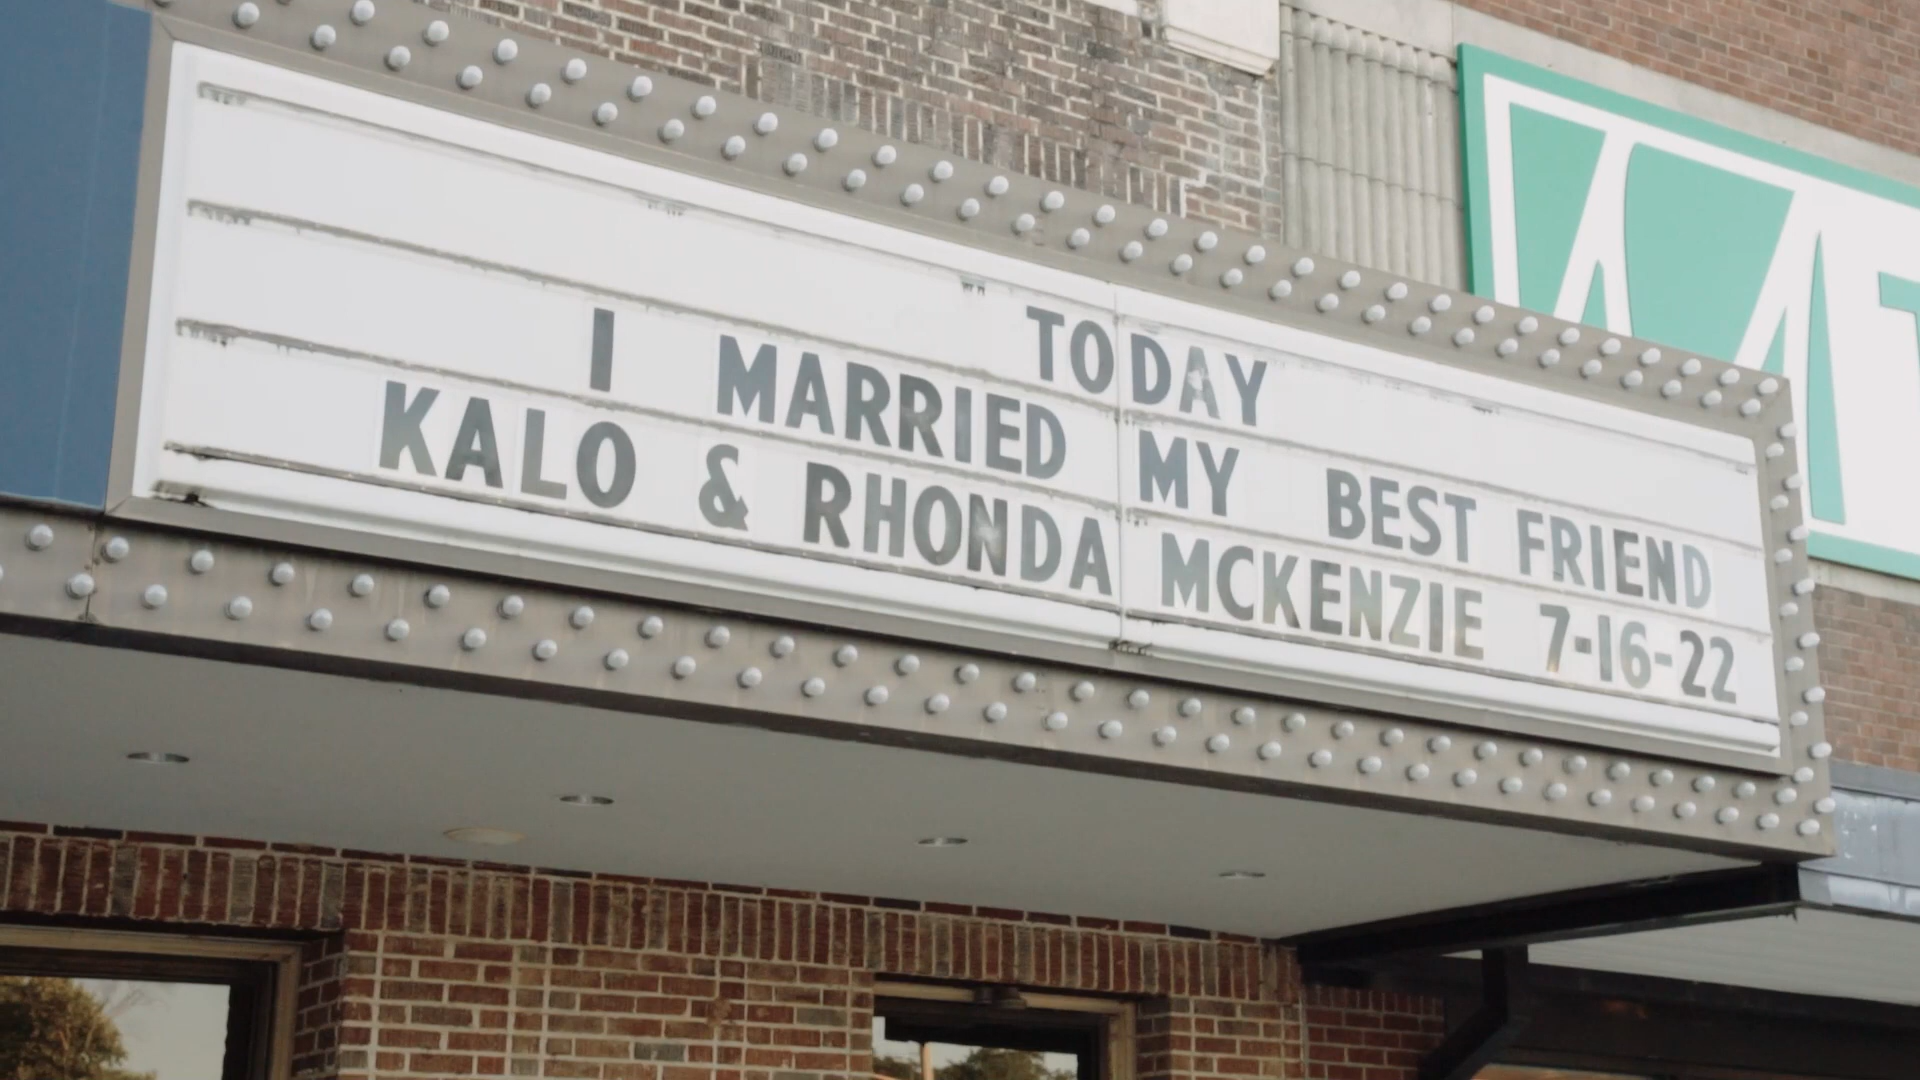 TODAY
I MARRIED MY BEST FRIEND
KALO & RHONDA MCKENZIE 7-16-22